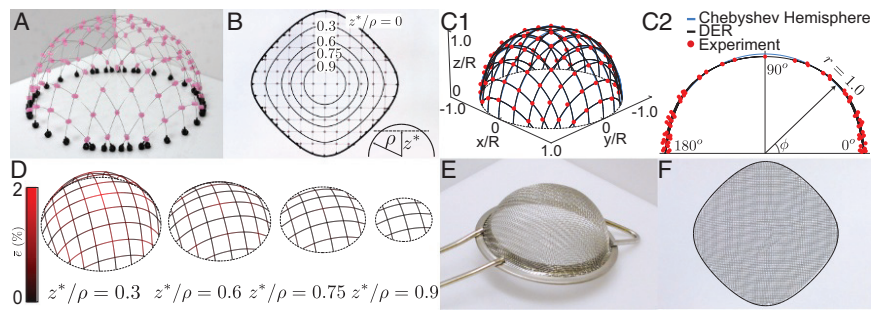 A
B
z*/ρ = 0
0.3
0.6
0.75
0.9
ρ
z*
C1
1.0
z/R
0
-1.0
x/R
1.0
y/R
-1.0
C2
Chebyshev Hemisphere
DER
Experiment
90°
r = 1.0
180°
ϕ
0°
D
2
ē (%)
0
z*/ρ = 0.3 z*/ρ = 0.6 z*/ρ = 0.75 z*/ρ = 0.9
E
F